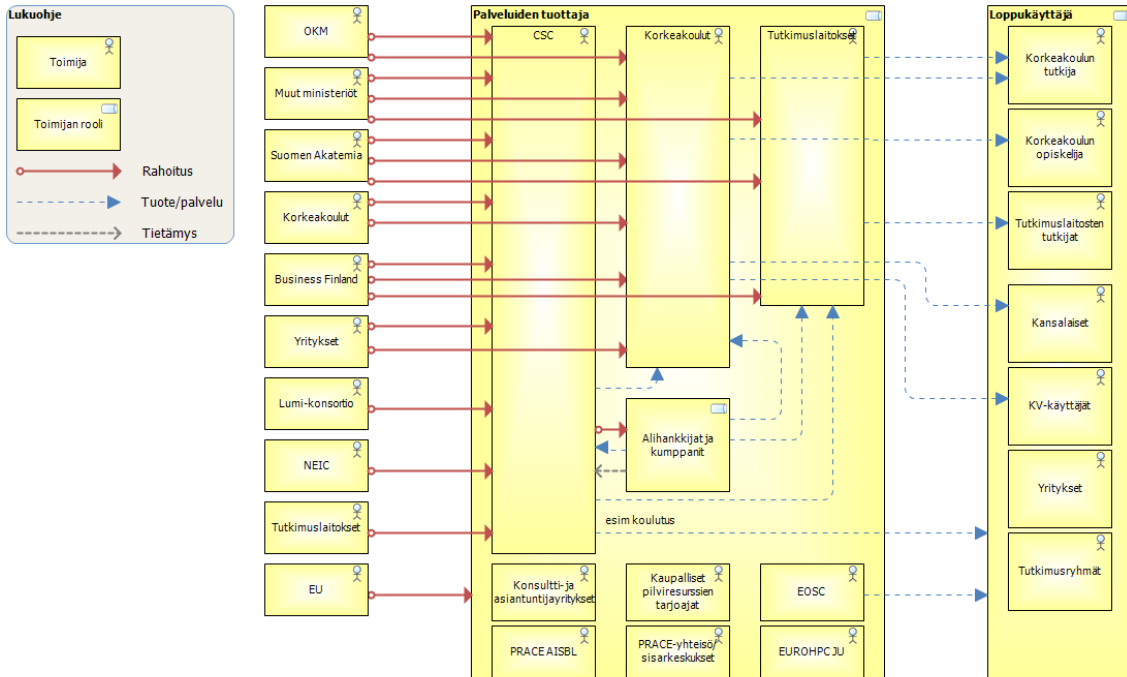 Lukuohje
Toimija
Toimijan rooli
Rahoitus
Tuote/palvelu
Tietämys
OKM
Muut ministeriöt
Suomen Akatemia
Korkeakoulut
Business Finland
Yritykset
Lumi-konsortio
NEIC
Tutkimuslaitokset
EU
Palveluiden tuottaja
CSC
Korkeakoulut
Tutkimuslaitokset
Alihankkijat ja
kumppanit
esim koulutus
Konsultti- ja
asiantuntijayritykset
Kaupalliset
pilviresurssien
tarjoajat
EOSC
PRACE AISBL
PRACE-yhteisö/
sisarkeskukset
EUROHPC JU
Loppukäyttäjä
Korkeakoulun
tutkija
Korkeakoulun
opiskelija
Tutkimuslaitosten
tutkijat
Kansalaiset
KV-käyttäjät
Yritykset
Tutkimusryhmät